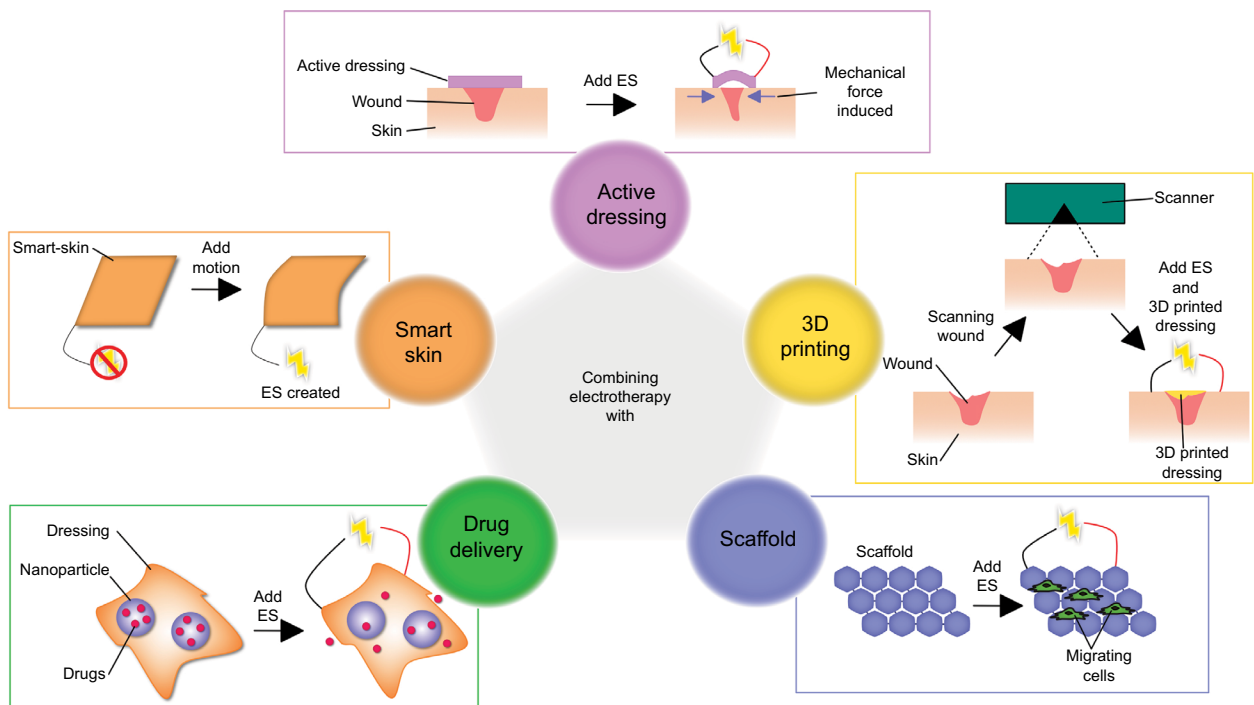 Active dressing
Wound
Skin
Add ES
Mechanical
force
induced
Active
dressing
Scanner
Add ES
and
3D printed
dressing
Scanning
wound
Wound
Skin
3D printed
dressing
3D
printing
Smart-skin
Add
motion
ES created
Smart
skin
Combining
electrotherapy
with
Drug
delivery
Dressing
Nanoparticle
Drugs
Add
ES
Scaffold
Scaffold
Add
ES
Migrating
cells